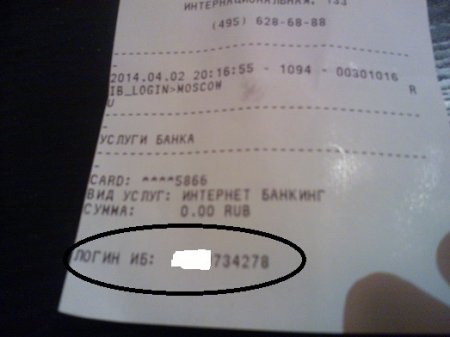 ИНТЕРНАЦИОНАЛЬНАЯ, 133
(495) 628-68-88
2014.04.02 20:16:55 - 1094 - 00301016
IB_LOGIN>MOSCOW R
U
УСЛУГИ БАНКА
CARD: ****5866
ВИД УСЛУГ: ИНТЕРНЕТ БАНКИНГ
СУММА: 0.00 RUB
ЛОГИН ИБ: 734278